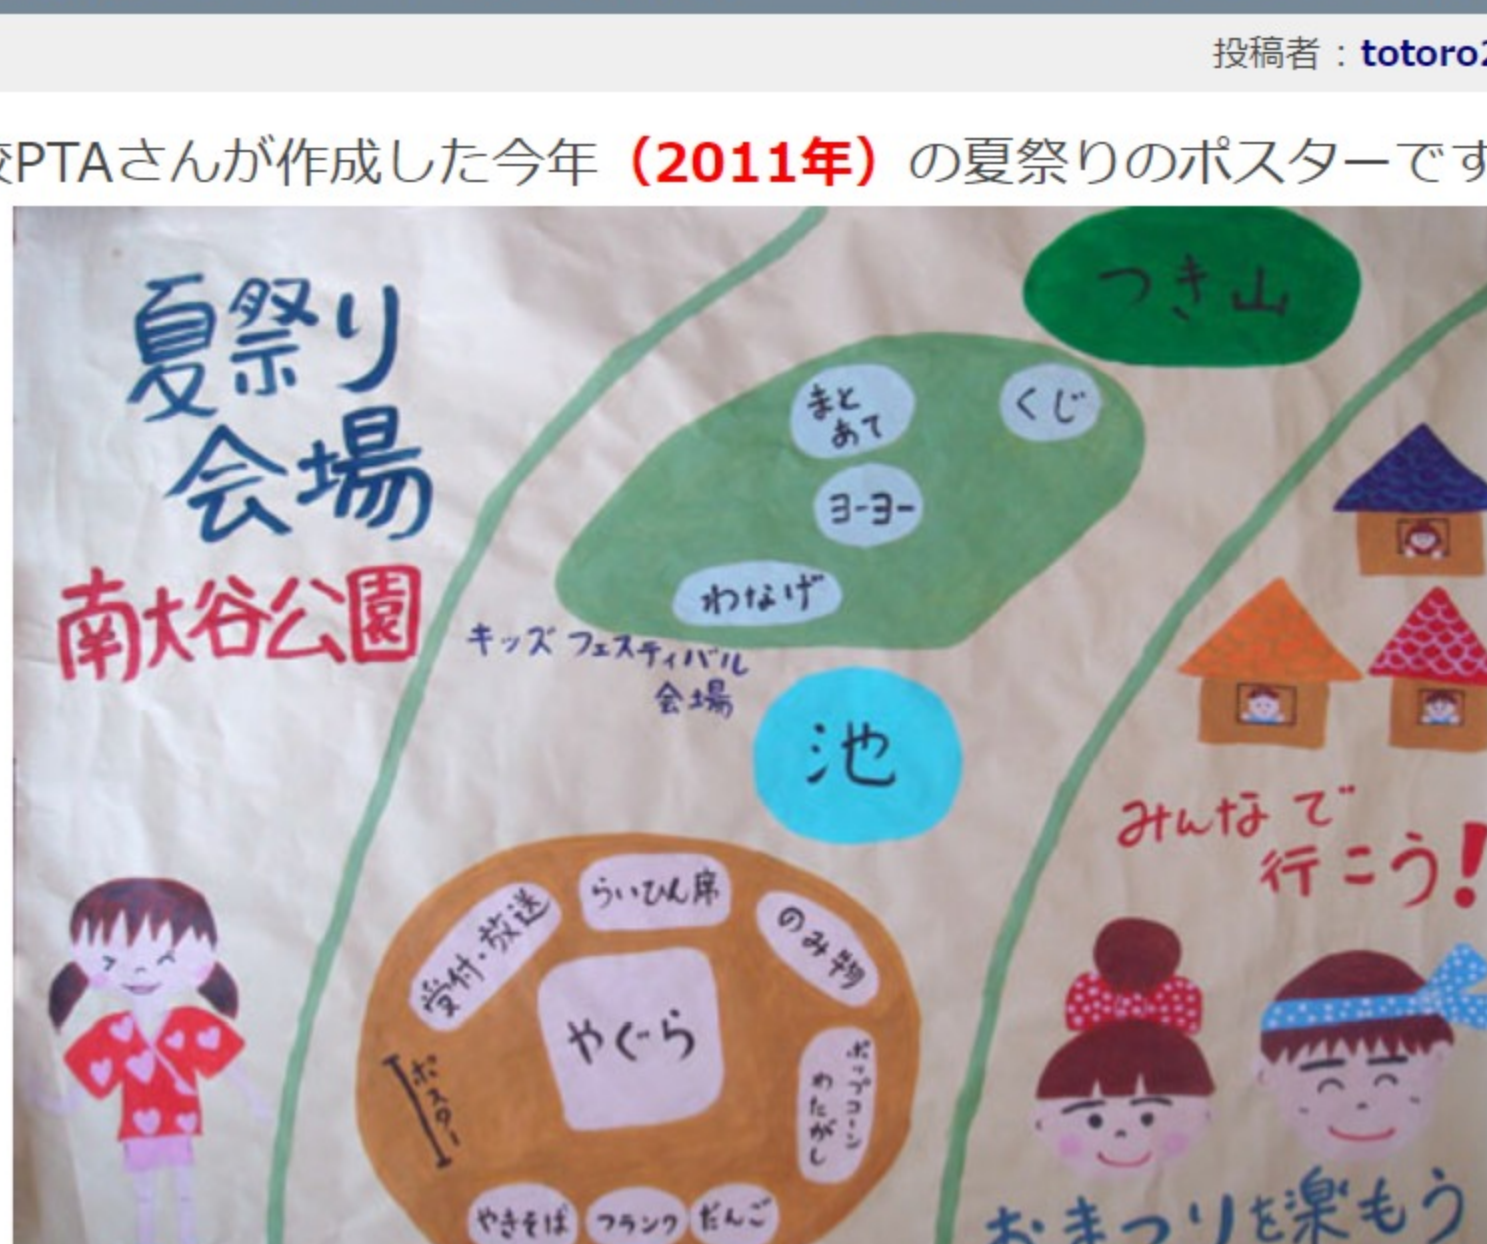 投稿者：totoro2
校PTAさんが作成した今年（2011年）の夏祭りのポスターです
夏祭り
会場
南大谷公園
つき山
まと
あて
くじ
ヨーヨー
わなげ
キッズフェスティバル
会場
池
みんなで
行こう!
らいひん席
受付・放送
のみ物
やぐら
ポスター
ポップコーン
わたがし
やきそば
フランク
だんご
おまつりを楽もう